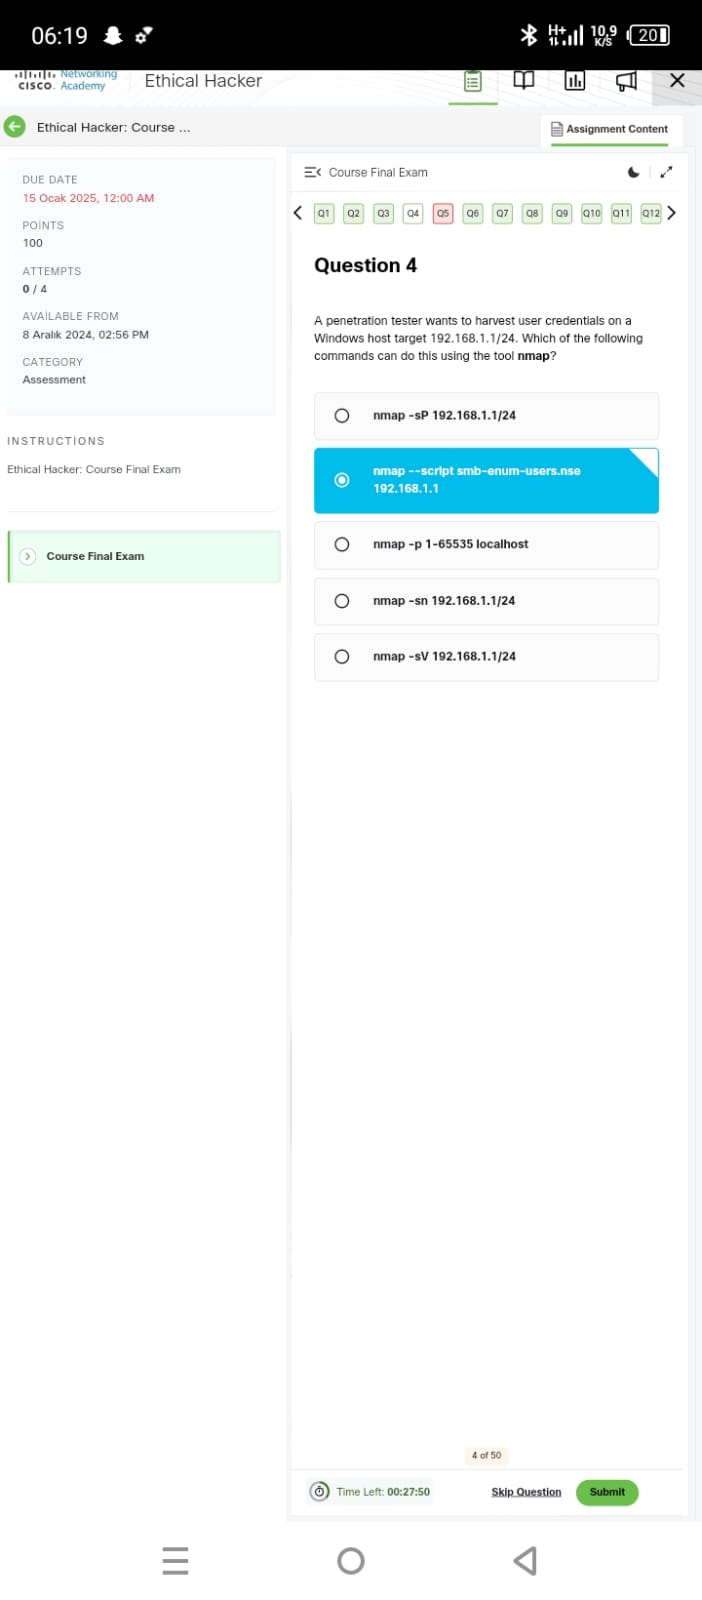 06:19
H+
10,9
K/S
20
CISCO. Networking Academy
Ethical Hacker
Ethical Hacker: Course ...
Assignment Content
DUE DATE
15 Ocak 2025, 12:00 AM
POİNTS
100
ATTEMPTS
0 / 4
AVAİLABLE FROM
8 Aralık 2024, 02:56 PM
CATEGORY
Assessment
INSTRUCTİONS
Ethical Hacker: Course Final Exam
Course Final Exam
Course Final Exam
Q1 Q2 Q3 Q4 Q5 Q6 Q7 Q8 Q9 Q10 Q11 Q12
Question 4
A penetration tester wants to harvest user credentials on a
Windows host target 192.168.1.1/24. Which of the following
commands can do this using the tool nmap?
nmap -sP 192.168.1.1/24
nmap --script smb-enum-users.nse
192.168.1.1
nmap -p 1-65535 localhost
nmap -sn 192.168.1.1/24
nmap -sV 192.168.1.1/24
4 of 50
Time Left: 00:27:50
Skip Question
Submit